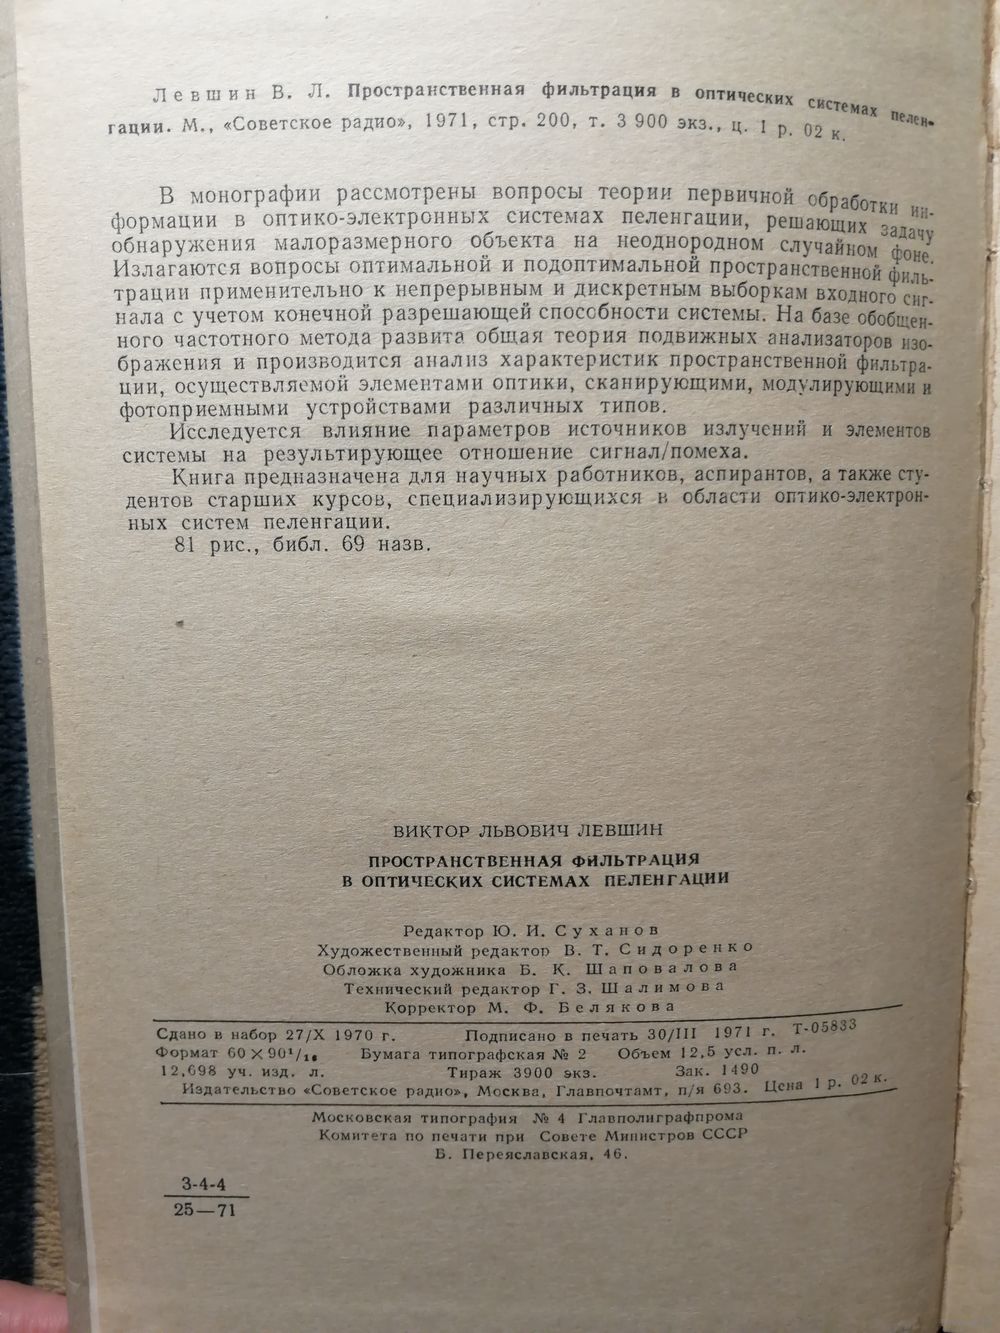 Левшин В. Л. Пространственная фильтрация в оптических системах пелен-
гации. М., «Советское радио», 1971, стр. 200, т. 3 900 экз., ц. 1 р. 02 к.
В монографии рассмотрены вопросы теории первичной обработки ин-
формации в оптико-электронных системах пеленгации, решающих задачу
обнаружения малоразмерного объекта на неоднородном случайном фоне.
Излагаются вопросы оптимальной и подоптимальной пространственной филь-
трации применительно к непрерывным и дискретным выборкам входного сиг-
нала с учетом конечной разрешающей способности системы. На базе обобщен-
ного частотного метода развита общая теория подвижных анализаторов изо-
бражения и производится анализ характеристик пространственной фильтра-
ции, осуществляемой элементами оптики, сканирующими, модулирующими и
фотоприемными устройствами различных типов.
Исследуется влияние параметров источников излучений и элементов
системы на результирующее отношение сигнал/помеха.
Книга предназначена для научных работников, аспирантов, а также сту-
дентов старших курсов, специализирующихся в области оптико-электрон-
ных систем пеленгации.
81 рис., библ. 69 назв.
ВИКТОР ЛЬВОВИЧ ЛЕВШИН
ПРОСТРАНСТВЕННАЯ ФИЛЬТРАЦИЯ
В ОПТИЧЕСКИХ СИСТЕМАХ ПЕЛЕНГАЦИИ
Редактор Ю. И. Суханов
Художественный редактор В. Т. Сидоренко
Обложка художника Б. К. Шаповалова
Технический редактор Г. З. Шалимова
Корректор М. Ф. Белякова
Сдано в набор 27/X 1970 г. Подписано в печать 30/III 1971 г. Т-05833
Формат 60×90¹/₁₆ Бумага типографская № 2 Объем 12,5 усл. п. л.
12,698 уч. изд. л. Тираж 3900 экз. Зак. 1490
Издательство «Советское радио», Москва, Главпочтамт, п/я 693. Цена 1 р. 02 к.
Московская типография № 4 Главполиграфпрома
Комитета по печати при Совете Министров СССР
Б. Переяславская, 46.
3-4-4
25—71